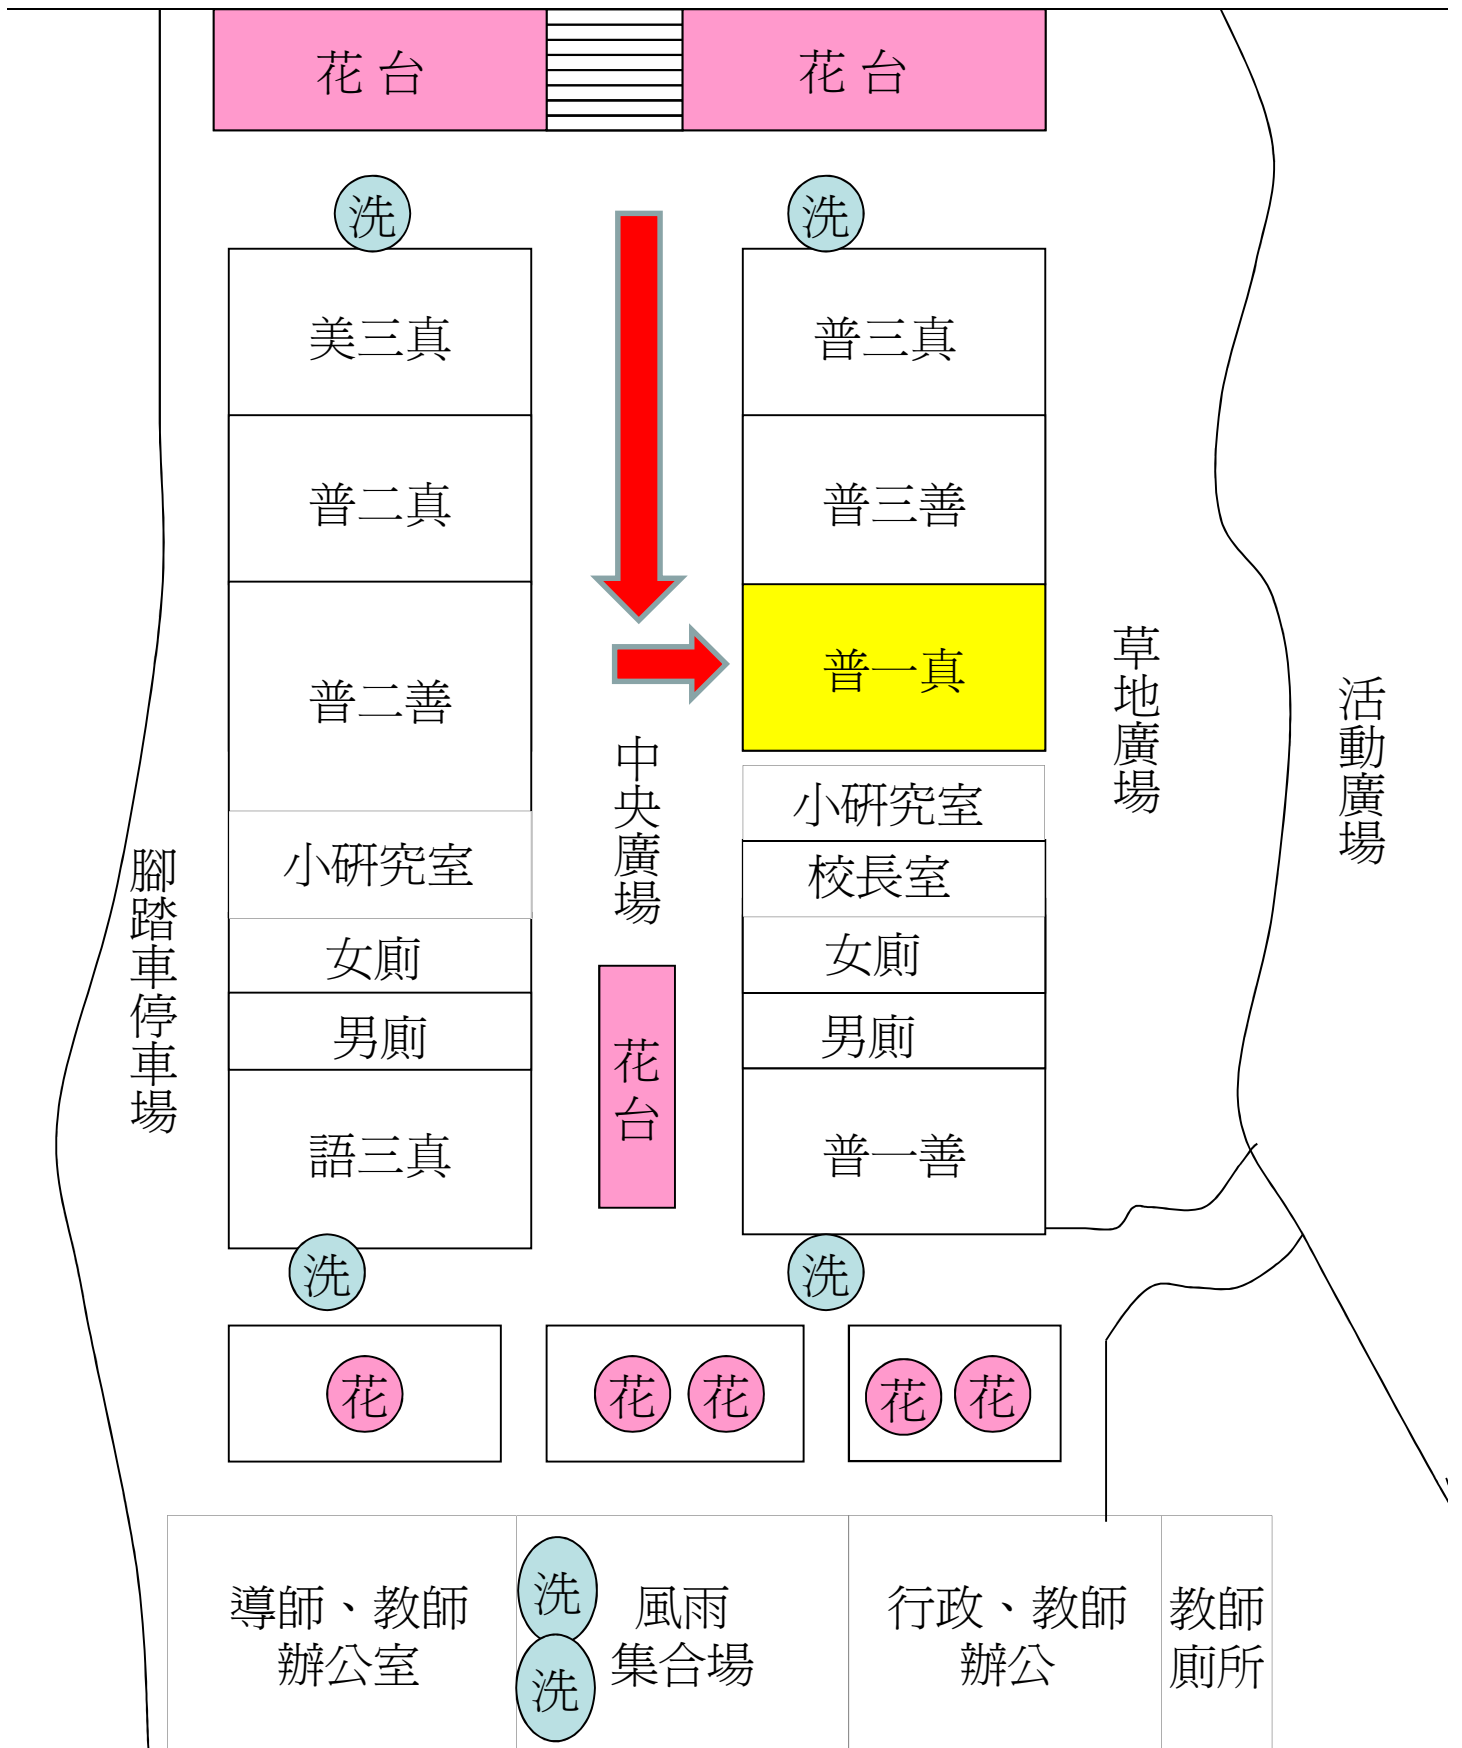 花台
花台
洗
洗
美三真
普三真
普二真
普三善
普二善
普一真
草地廣場
活動廣場
中央廣場
小研究室
小研究室
校長室
腳踏車停車場
女廁
女廁
男廁
男廁
花台
語三真
普一善
洗
洗
花
花
花
花
花
導師、教師
辦公室
洗
洗
風雨
集合場
行政、教師
辦公
教師
廁所